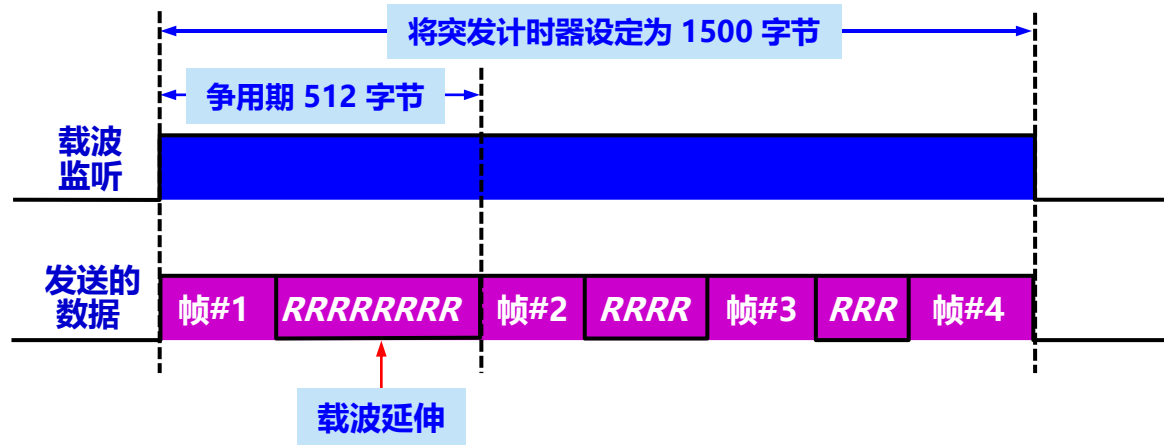 将突发计时器设定为 1500 字节
争用期 512 字节
载波
监听
发送的
数据
帧#1 RRRRRRRR 帧#2 RRRR 帧#3 RRR 帧#4
载波延伸